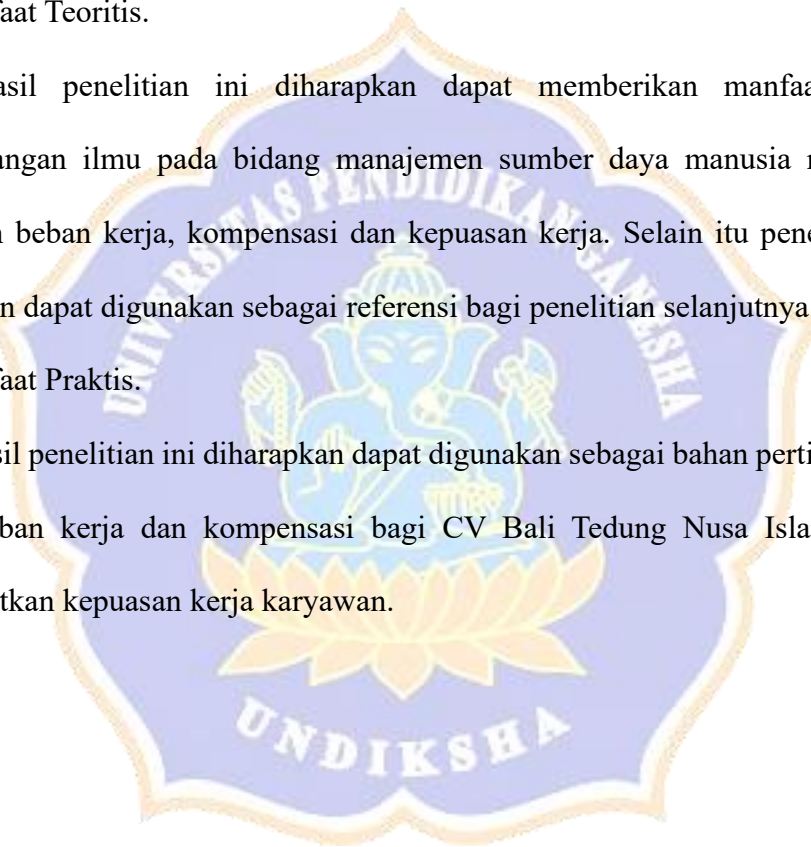 faat Teoritis.
asil penelitian ini diharapkan dapat memberikan manfaa
angan ilmu pada bidang manajemen sumber daya manusia
beban kerja, kompensasi dan kepuasan kerja. Selain itu pene
n dapat digunakan sebagai referensi bagi penelitian selanjutnya
faat Praktis.
sil penelitian ini diharapkan dapat digunakan sebagai bahan perti
ban kerja dan kompensasi bagi CV Bali Tedung Nusa Isla
tkan kepuasan kerja karyawan.
UNIVERSITAS PENDIDIKAN GANESHA
UNDIKSHA